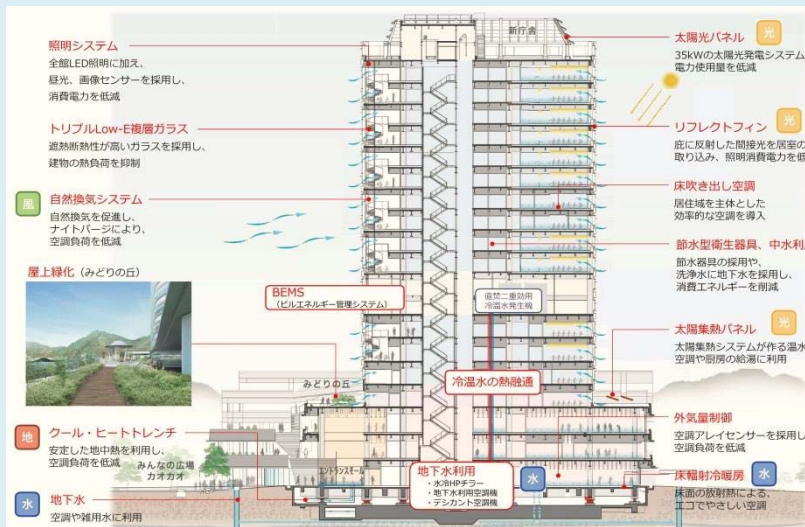 新庁舎
照明システム
全館LED照明に加え、
昼光、画像センサーを採用し、
消費電力を低減
トリプルLow-E複層ガラス
遮熱断熱性が高いガラスを採用し、
建物の熱負荷を抑制
風
自然換気システム
自然換気を促進し、
ナイトパージにより、
空調負荷を低減
屋上緑化（みどりの丘）
BEMS
（ビルエネルギー管理システム）
みどりの丘
地
クール・ヒートトレンチ
安定した地中熱を利用し、
空調負荷を低減
みんなの広場
カオカオ
エントランスモール
水
地下水
空調や雑用水に利用
太陽光パネル
光
35kWの太陽光発電システム
電力使用量を低減
リフレクトフィン
光
庇に反射した間接光を居室の
取り込み、照明消費電力を低
床吹き出し空調
居住域を主体とした
効率的な空調を導入
節水型衛生器具、中水利
節水器具の採用や、
洗浄水に地下水を採用し、
消費エネルギーを削減
直焚二重効用
冷温水発生機
太陽集熱パネル
光
太陽集熱システムが作る温水
空調や厨房の給湯に利用
冷温水の熱融通
外気量制御
空調アレイセンサーを採用し
空調負荷を低減
地下水利用
・水冷HPチラー
・地下水利用空調機
・デシカント空調機
水
床輻射冷暖房
水
床面の放射熱による、
エコでやさしい空調